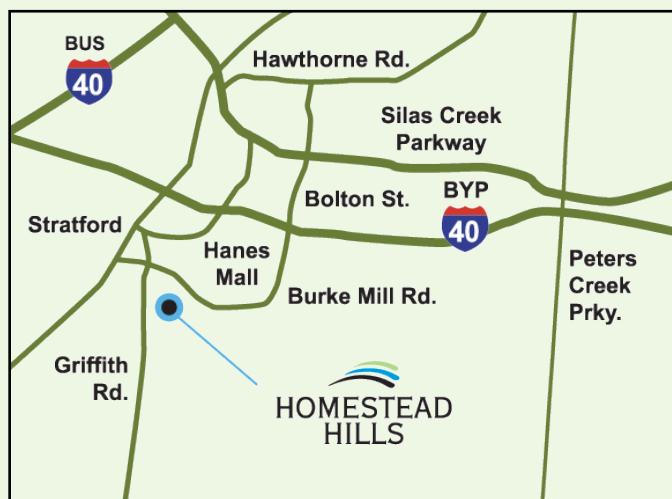 BUS
40
Hawthorne Rd.
Silas Creek
Parkway
Bolton St.
BYP
40
Stratford
Hanes
Mall
Burke Mill Rd.
Peters
Creek
Prky.
Griffith
Rd.
HOMESTEAD
HILLS